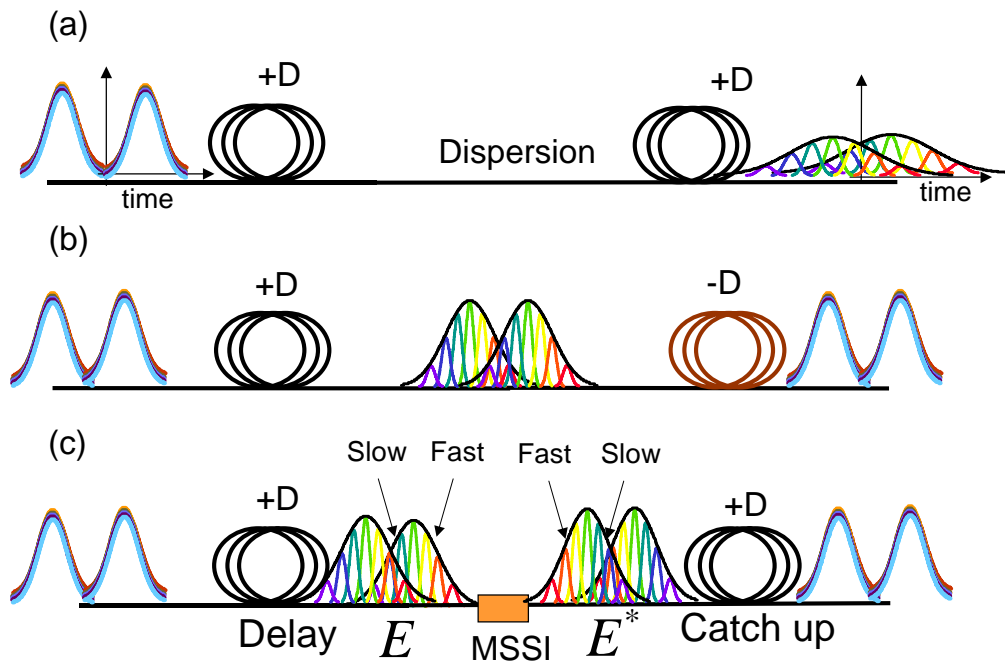 (a)
+D
+D
Dispersion
time
time
(b)
+D
-D
(c)
Slow
Fast
Fast
Slow
+D
+D
Delay
E
MSSI
E*
Catch up